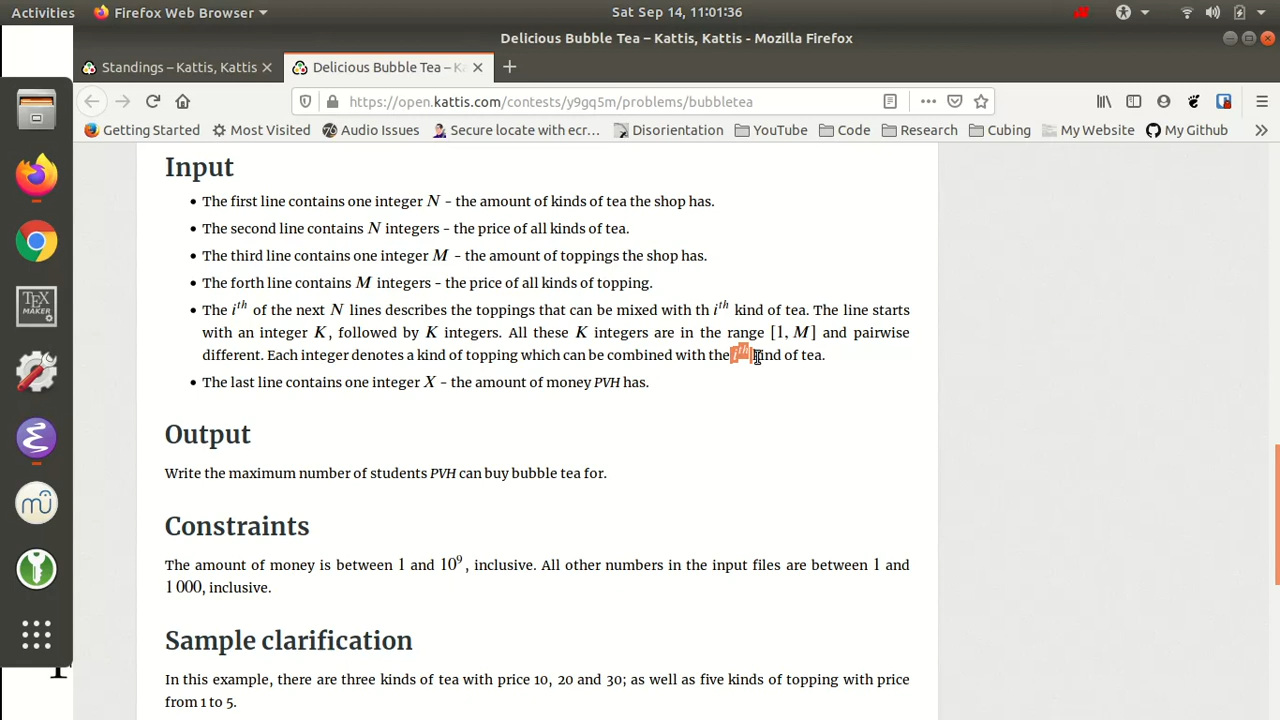 Activities Firefox Web Browser Sat Sep 14, 11:01:36
Delicious Bubble Tea – Kattis, Kattis - Mozilla Firefox
Standings – Kattis, Kattis Delicious Bubble Tea – Ka
https://open.kattis.com/contests/y9gq5m/problems/bubbletea
Getting Started Most Visited Audio Issues Secure locate with ecr... Disorientation YouTube Code Research Cubing My Website My Github
Input
• The first line contains one integer N - the amount of kinds of tea the shop has.
• The second line contains N integers - the price of all kinds of tea.
• The third line contains one integer M - the amount of toppings the shop has.
• The forth line contains M integers - the price of all kinds of topping.
• The i^th of the next N lines describes the toppings that can be mixed with th i^th kind of tea. The line starts
with an integer K, followed by K integers. All these K integers are in the range [1, M] and pairwise
different. Each integer denotes a kind of topping which can be combined with the i^th kind of tea.
• The last line contains one integer X - the amount of money PVH has.
Output
Write the maximum number of students PVH can buy bubble tea for.
Constraints
The amount of money is between 1 and 10^9, inclusive. All other numbers in the input files are between 1 and
1 000, inclusive.
Sample clarification
In this example, there are three kinds of tea with price 10, 20 and 30; as well as five kinds of topping with price
from 1 to 5.
TEX
MAKER
mu